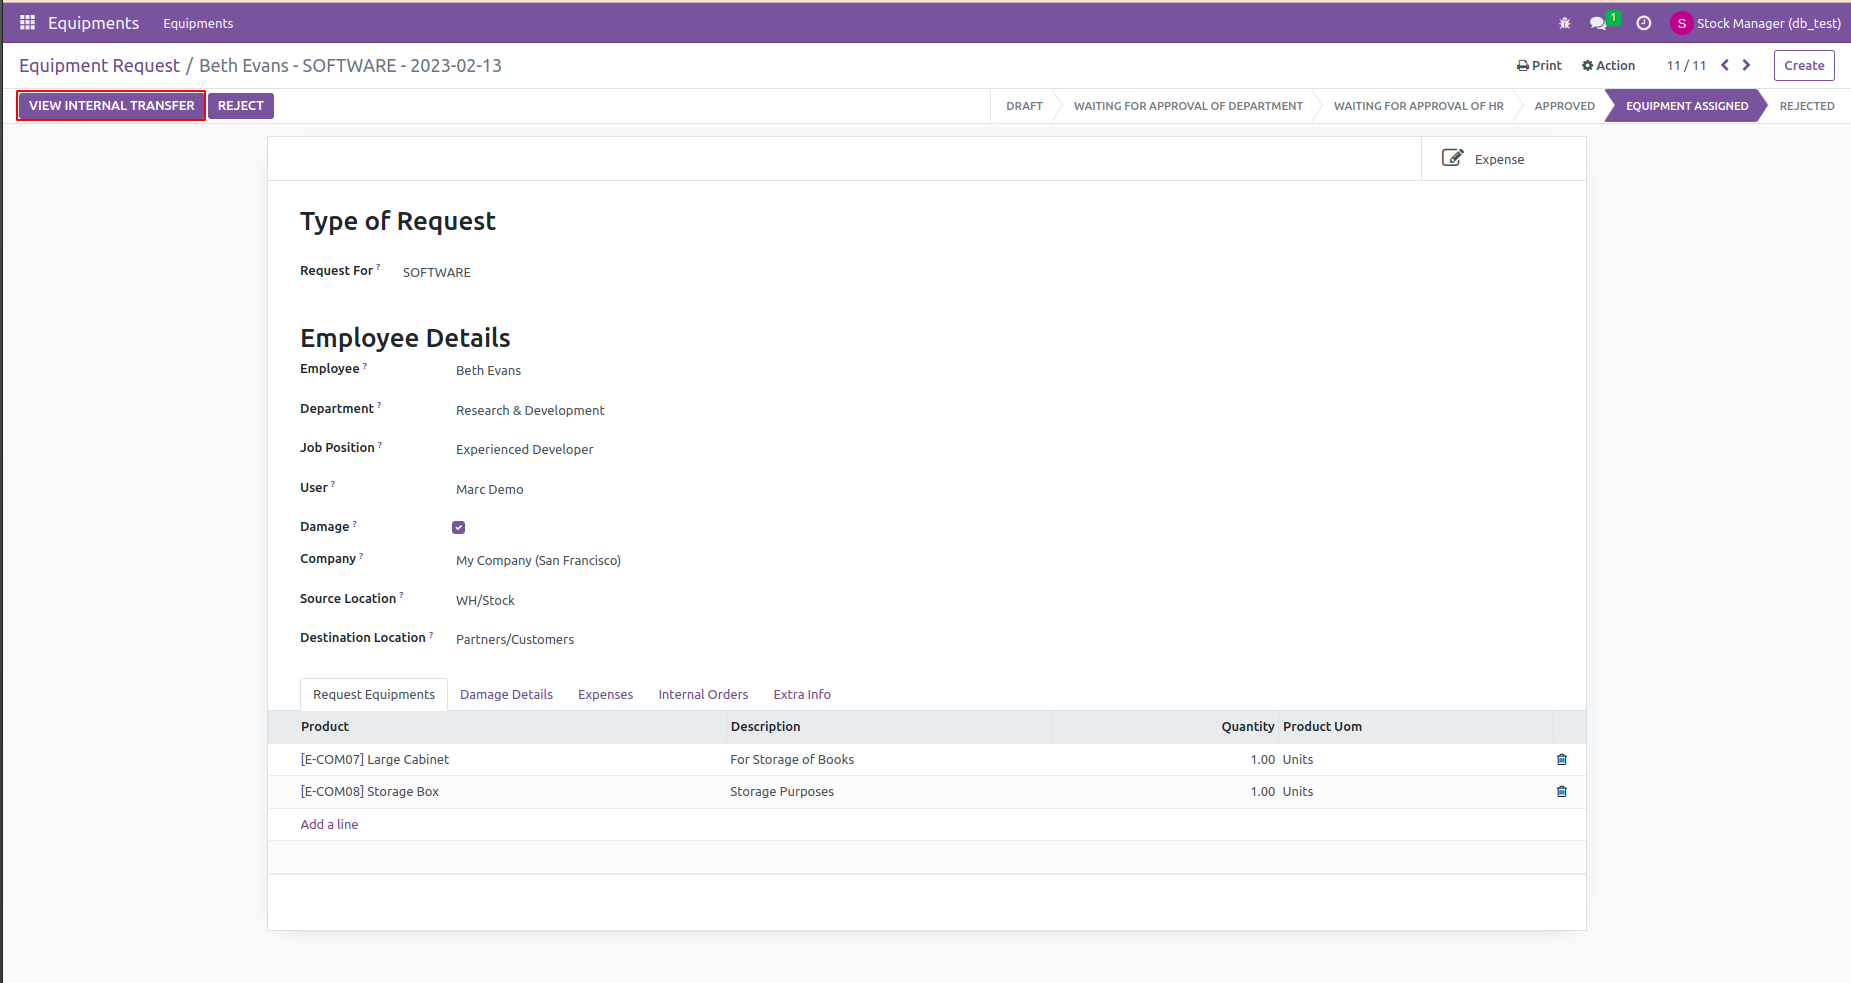 Equipments Equipments 1 S Stock Manager (db_test)
Equipment Request / Beth Evans - SOFTWARE - 2023-02-13 Print Action 11 / 11 Create
VIEW INTERNAL TRANSFER REJECT DRAFT WAITING FOR APPROVAL OF DEPARTMENT WAITING FOR APPROVAL OF HR APPROVED EQUIPMENT ASSIGNED REJECTED
Expense
Type of Request
Request For ? SOFTWARE
Employee Details
Employee ? Beth Evans
Department ? Research & Development
Job Position ? Experienced Developer
User ? Marc Demo
Damage ?
Company ? My Company (San Francisco)
Source Location ? WH/Stock
Destination Location ? Partners/Customers
Request Equipments Damage Details Expenses Internal Orders Extra Info
Product Description Quantity Product Uom
[E-COM07] Large Cabinet For Storage of Books 1.00 Units
[E-COM08] Storage Box Storage Purposes 1.00 Units
Add a line